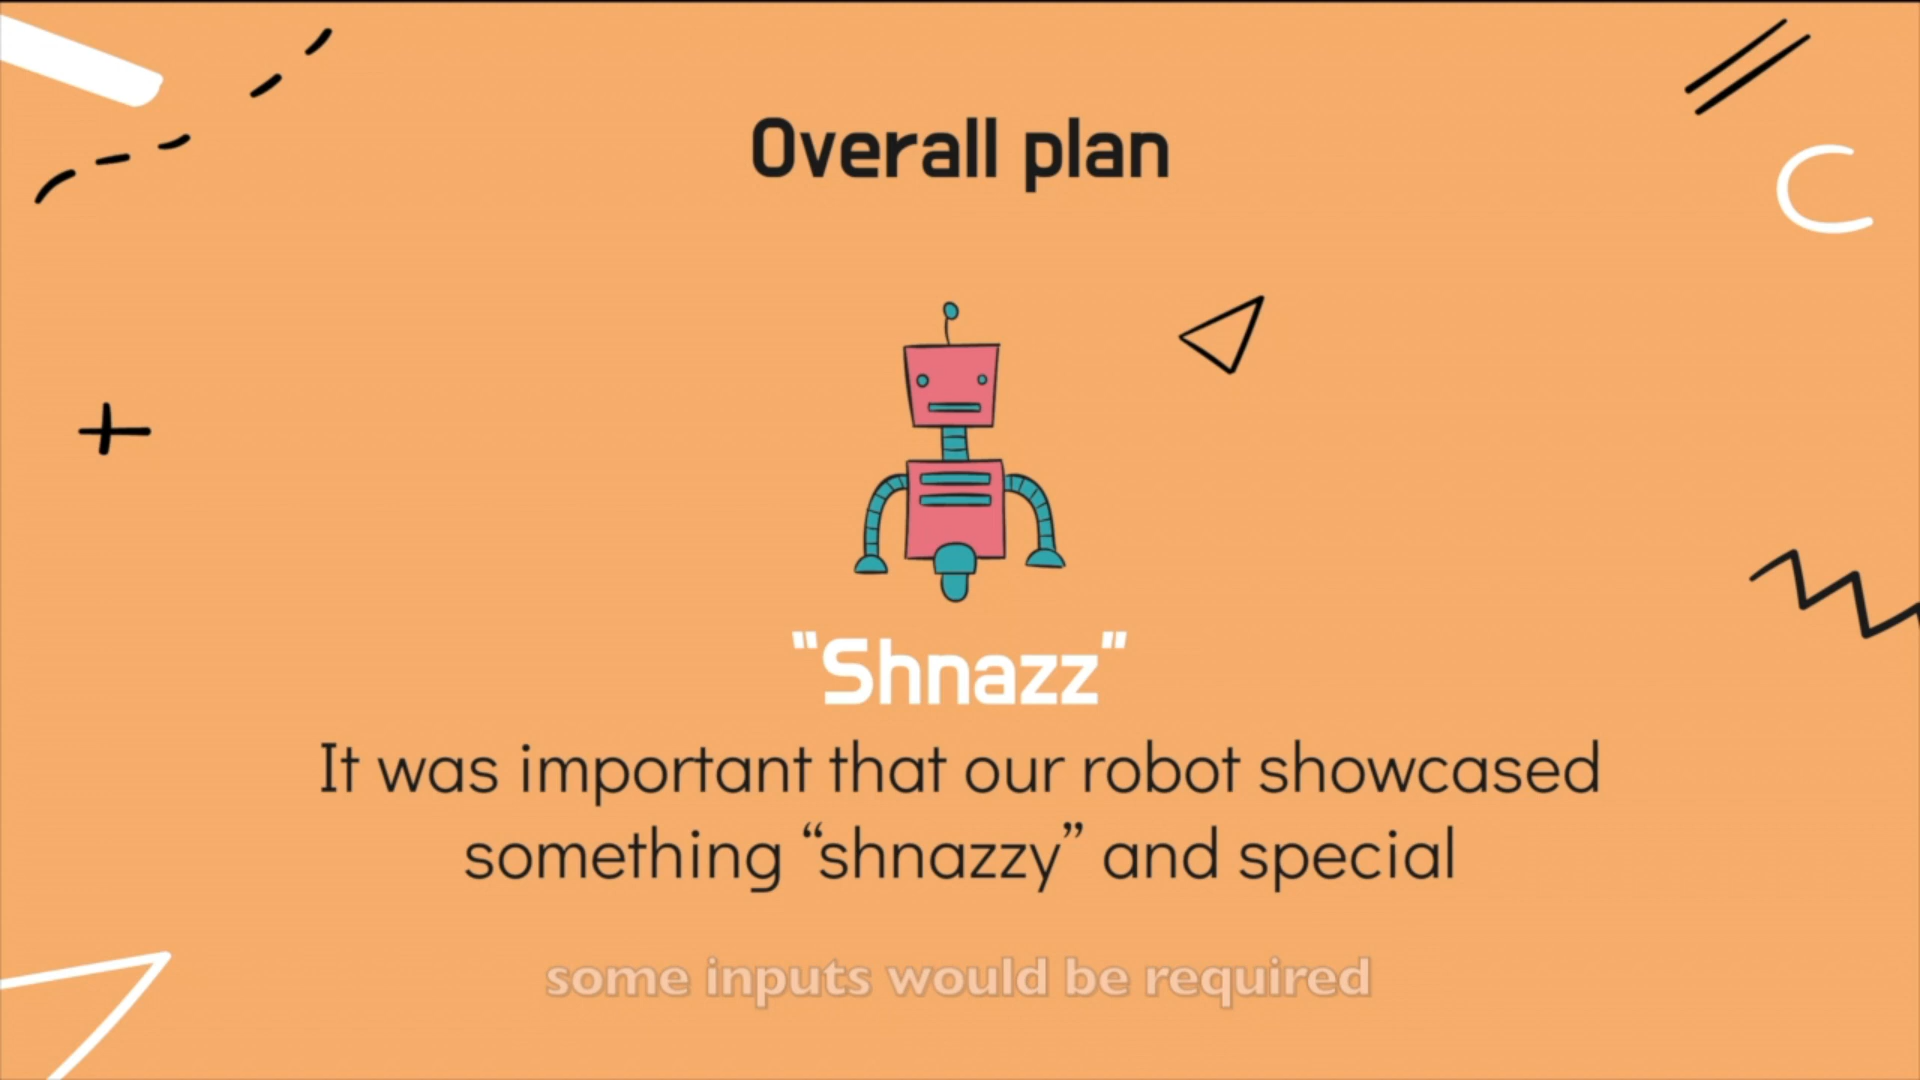 Overall plan
"Shnazz"
It was important that our robot showcased
something “shnazzy” and special
some inputs would be required